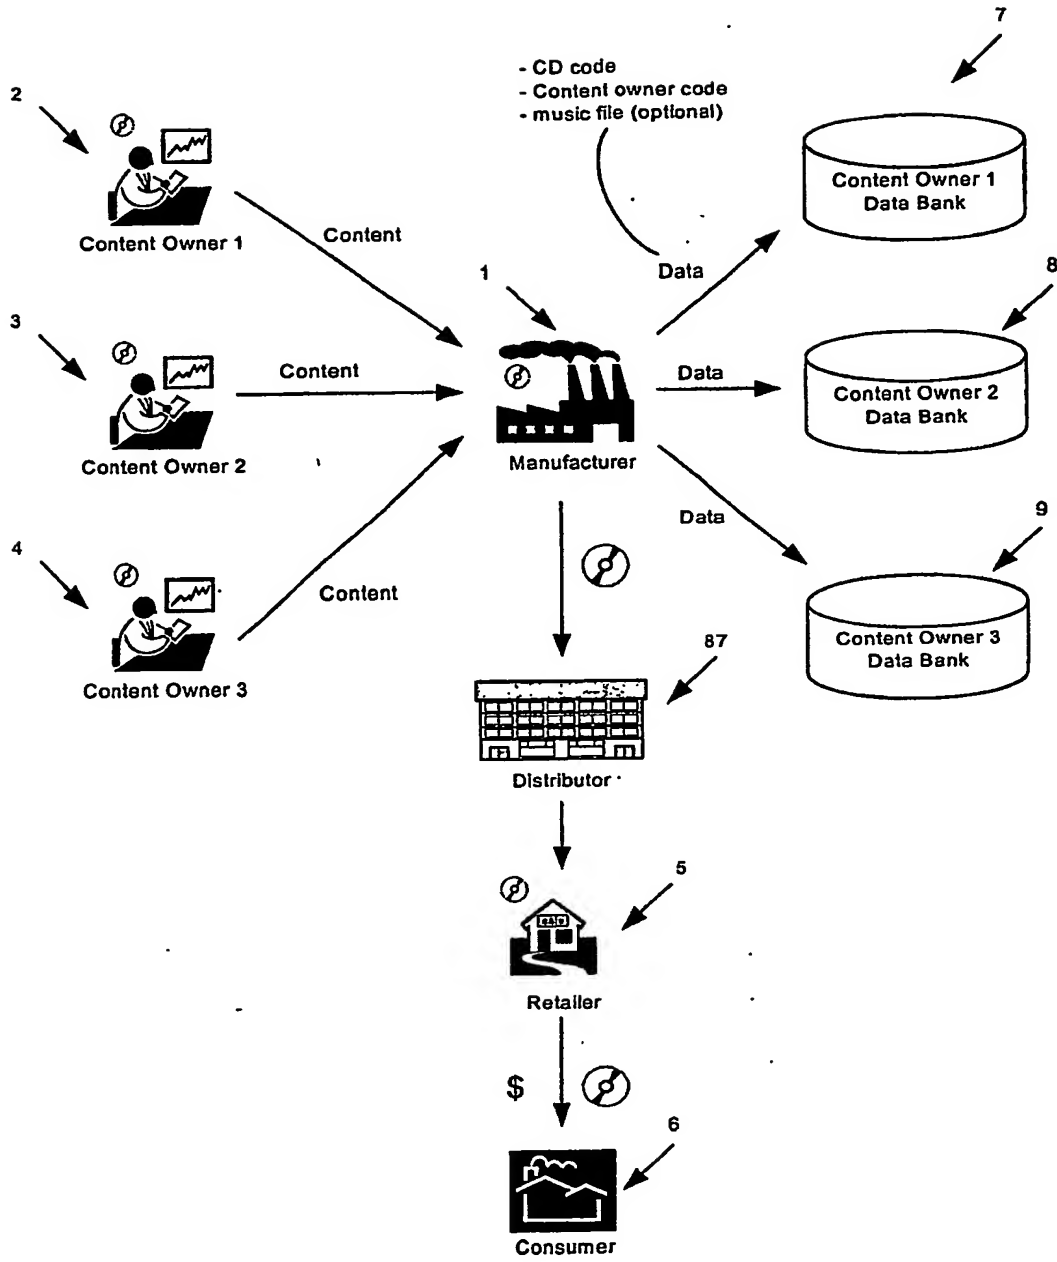 7
- CD code
- Content owner code
- music file (optional)
2
Content Owner 1
Data Bank
Content Owner 1
Content
Data
1
8
3
Content
Data
Content Owner 2
Data Bank
Content Owner 2
Manufacturer
Data
9
4
Content
Content Owner 3
Data Bank
87
Content Owner 3
Distributor
5
Retailer
$
6
Consumer